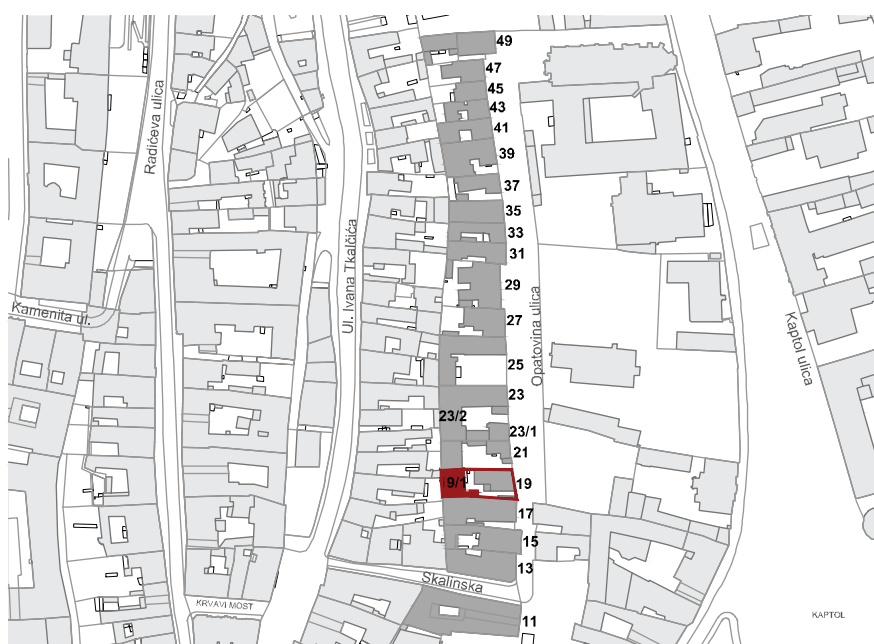 49
47
45
43
41
39
37
35
33
31
29
27
25
23
23/2
23/1
21
19
9/1
17
15
13
11
Radićeva ulica
Kamenita ul.
Ul. Ivana Tkalčića
Opatovina ulica
Kaptol ulica
Skalinska
KRVAVI MOST
KAPTOL